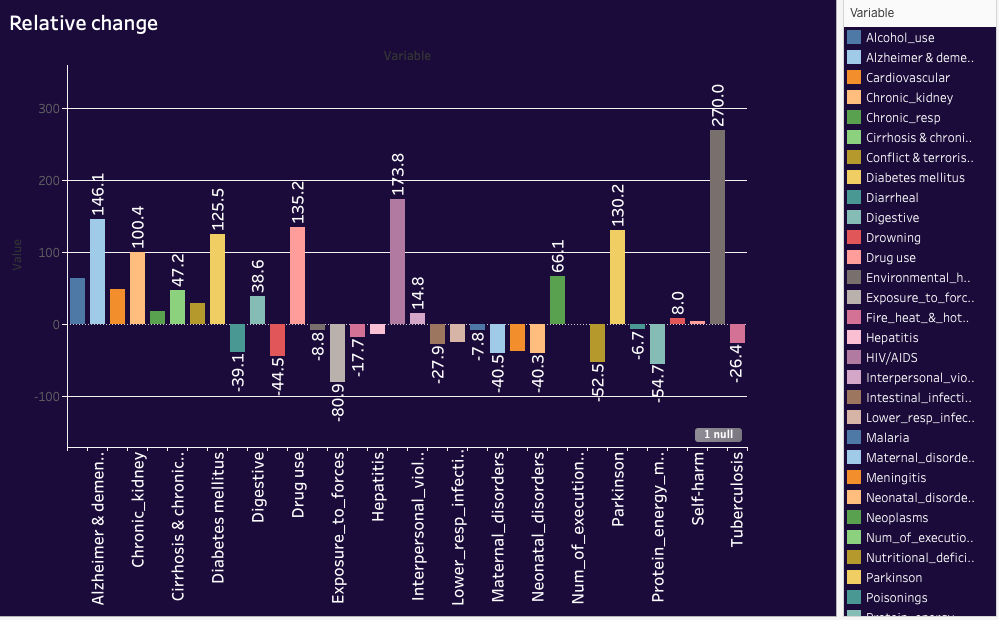 Relative change
Variable
Value
300
200
100
0
-100
146.1
100.4
47.2
125.5
-39.1
38.6
-44.5
135.2
-8.8
-80.9
-17.7
173.8
14.8
-27.9
-7.8
-40.5
-40.3
66.1
-52.5
130.2
-6.7
-54.7
8.0
270.0
-26.4
1 null
Alzheimer & demen..
Chronic_kidney
Cirrhosis & chronic..
Diabetes mellitus
Digestive
Drug use
Exposure_to_forces
Hepatitis
Interpersonal_viol..
Lower_resp_infecti..
Maternal_disorders
Neonatal_disorders
Num_of_execution..
Parkinson
Protein_energy_m..
Self-harm
Tuberculosis
Variable
Alcohol_use
Alzheimer & deme..
Cardiovascular
Chronic_kidney
Chronic_resp
Cirrhosis & chroni..
Conflict & terroris..
Diabetes mellitus
Diarrheal
Digestive
Drowning
Drug use
Environmental_h..
Exposure_to_forc..
Fire_heat_&_hot..
Hepatitis
HIV/AIDS
Interpersonal_vio..
Intestinal_infecti..
Lower_resp_infec..
Malaria
Maternal_disorde..
Meningitis
Neonatal_disorde..
Neoplasms
Num_of_executio..
Nutritional_defici..
Parkinson
Poisonings